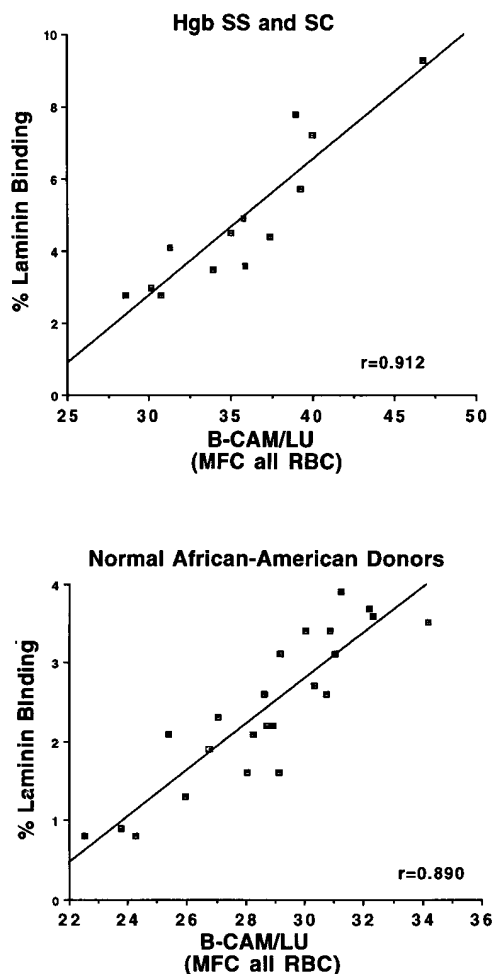 Hgb SS and SC
10
8
6
4
2
0
% Laminin Binding
r=0.912
25 30 35 40 45 50
B-CAM/LU
(MFC all RBC)
Normal African-American Donors
4
3
2
1
0
% Laminin Binding
r=0.890
22 24 26 28 30 32 34 36
B-CAM/LU
(MFC all RBC)